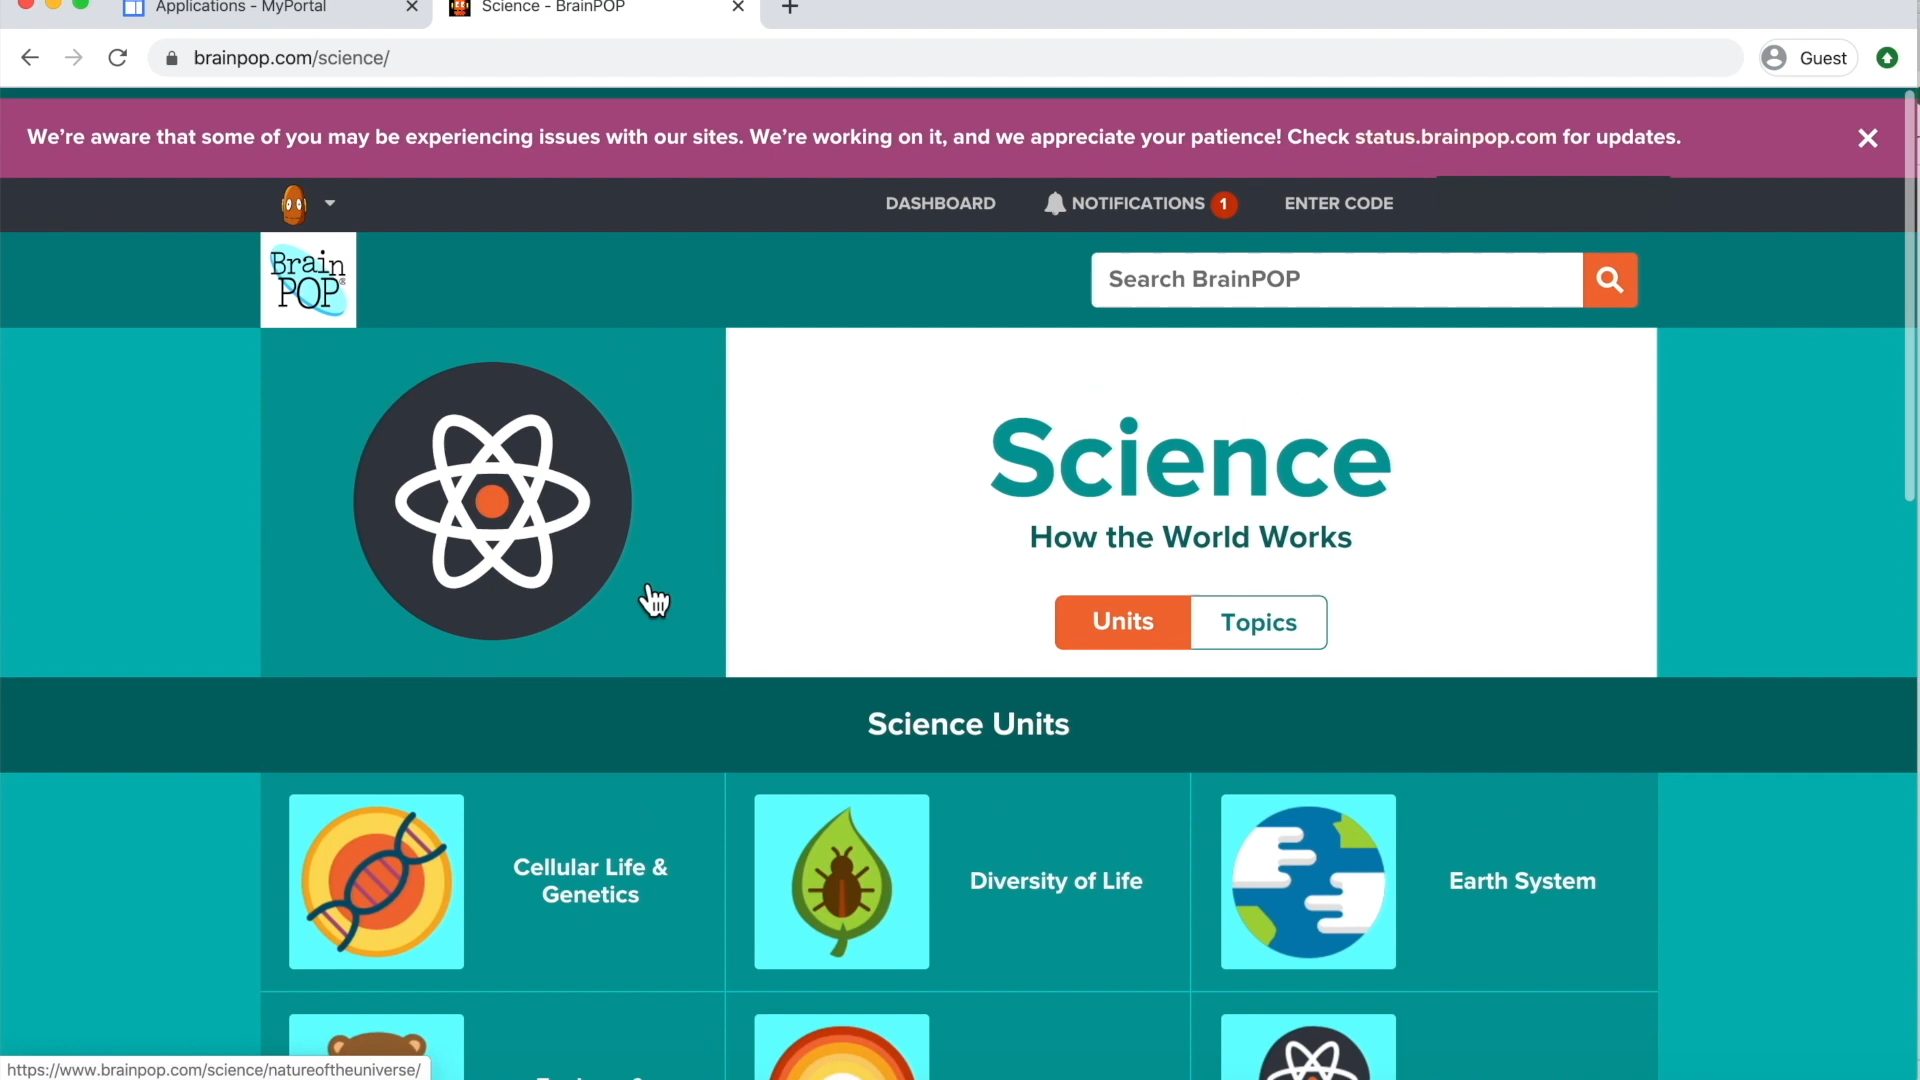 Applications - MyPortal
Science - BrainPOP
brainpop.com/science/
Guest
We're aware that some of you may be experiencing issues with our sites. We're working on it, and we appreciate your patience! Check status.brainpop.com for updates.
DASHBOARD
NOTIFICATIONS 1
ENTER CODE
Brain
POP®
Search BrainPOP
Science
How the World Works
Units
Topics
Science Units
Cellular Life &
Genetics
Diversity of Life
Earth System
https://www.brainpop.com/science/natureoftheuniverse/